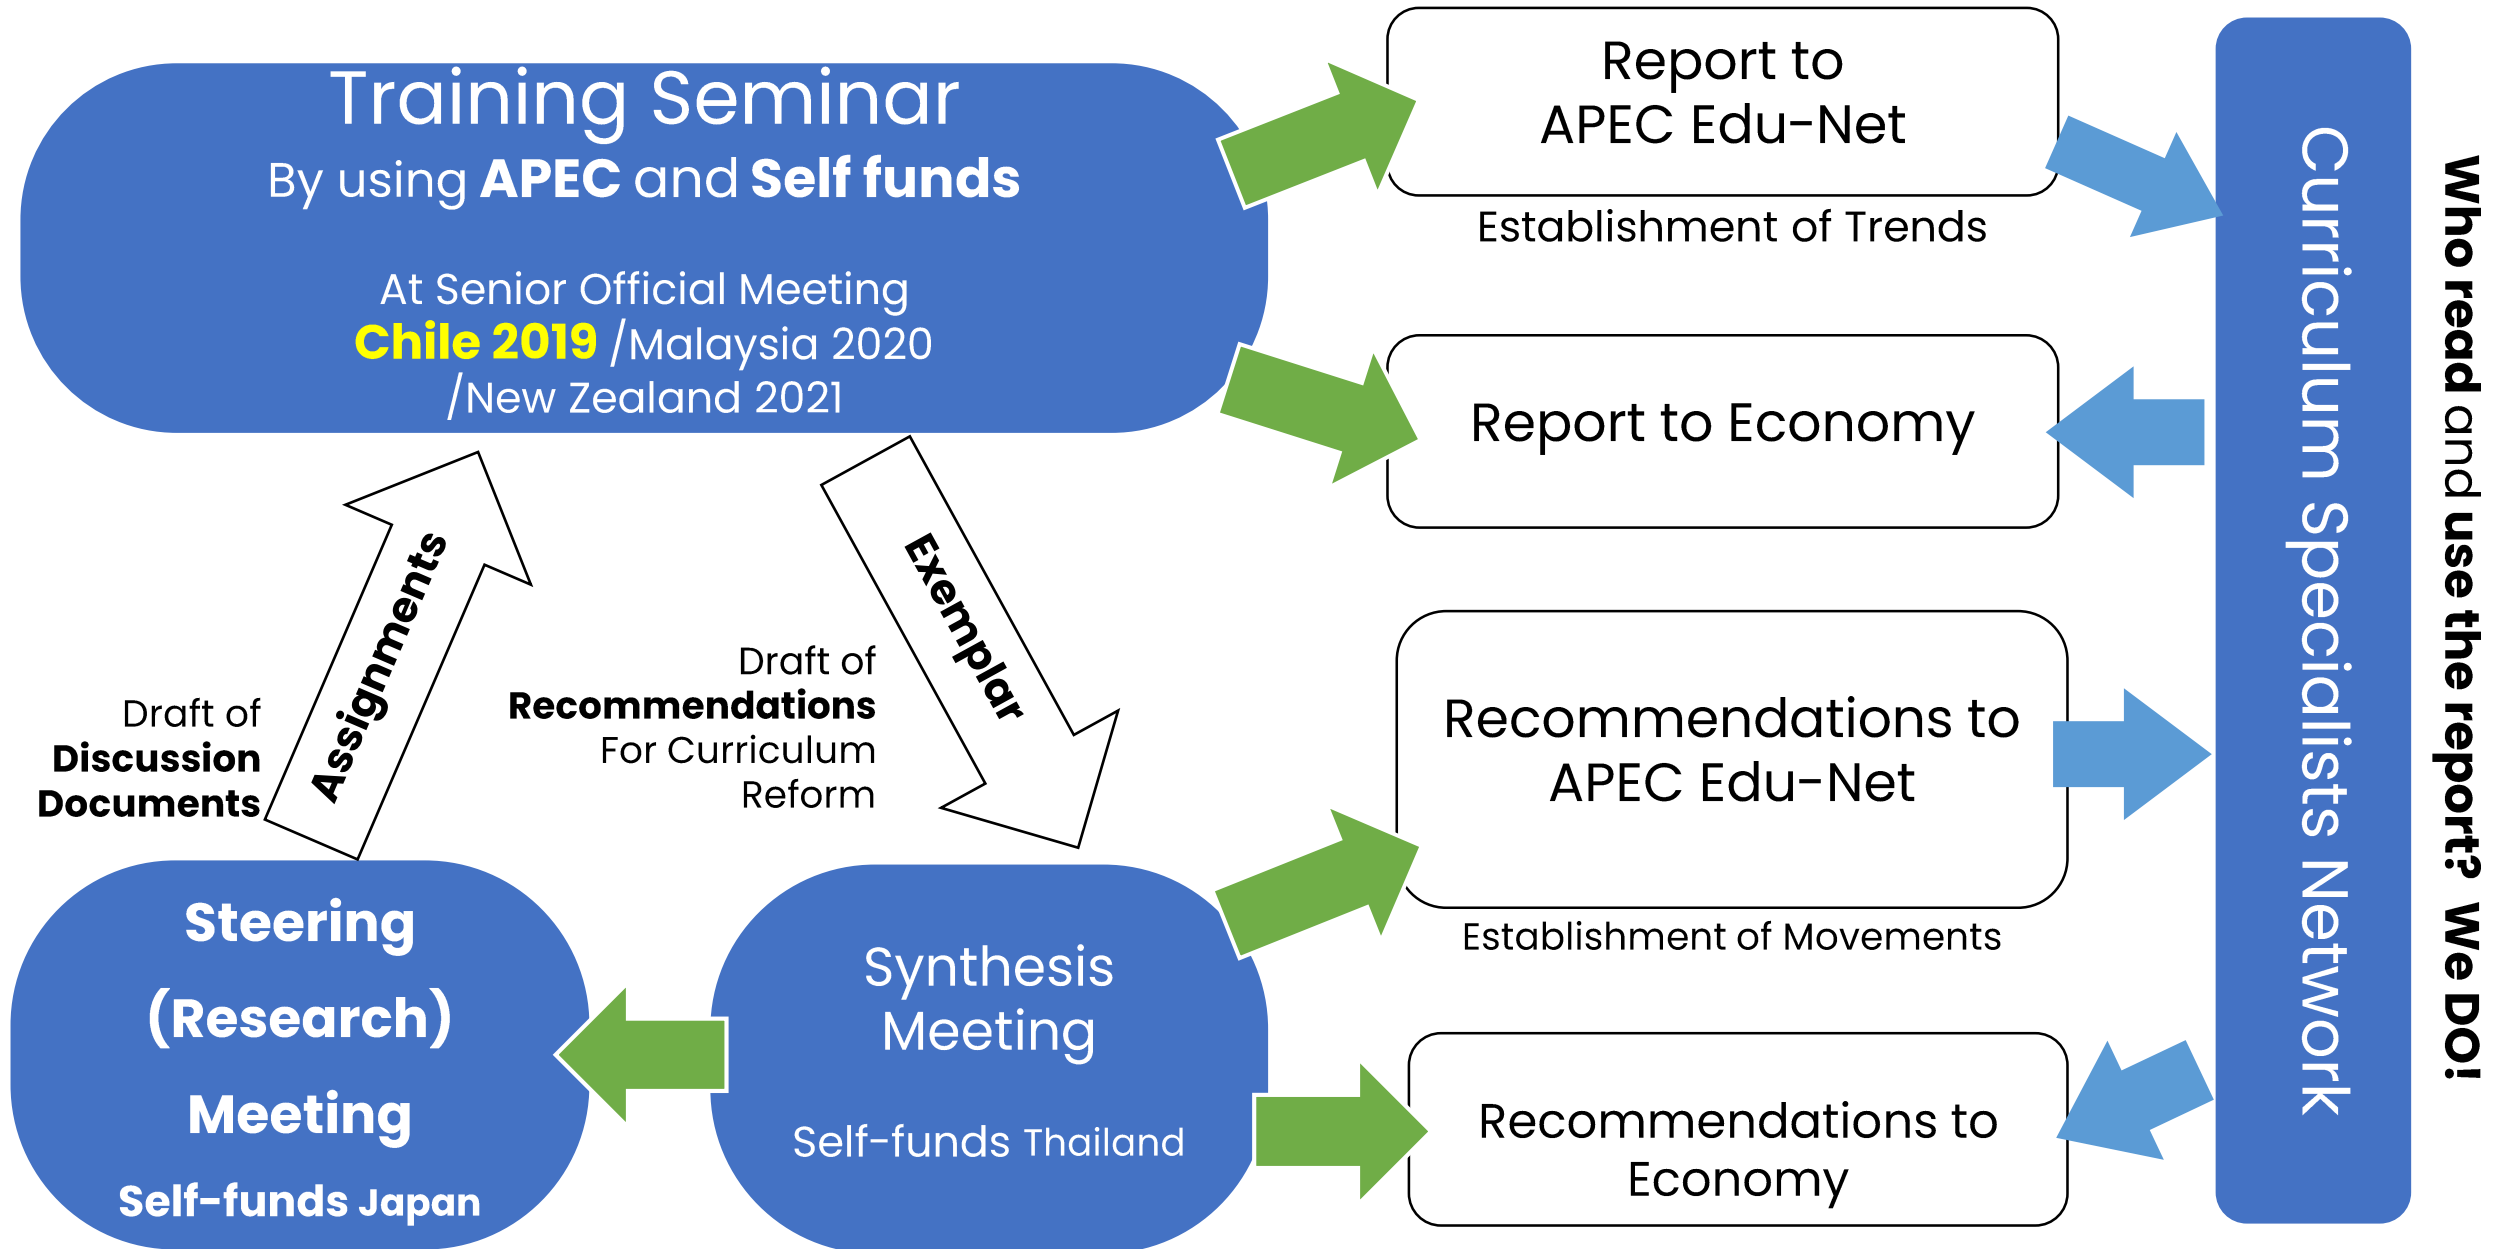 Training Seminar
By using APEC and Self funds
At Senior Official Meeting
Chile 2019 /Malaysia 2020
/New Zealand 2021
Assignments
Exemplar
Draft of
Discussion
Documents
Draft of
Recommendations
For Curriculum
Reform
Steering
(Research)
Meeting
Self-funds Japan
Synthesis
Meeting
Self-funds Thailand
Report to
APEC Edu-Net
Establishment of Trends
Report to Economy
Recommendations to
APEC Edu-Net
Establishment of Movements
Recommendations to
Economy
Curriculum Specialists Network
Who read and use the report? We DO!